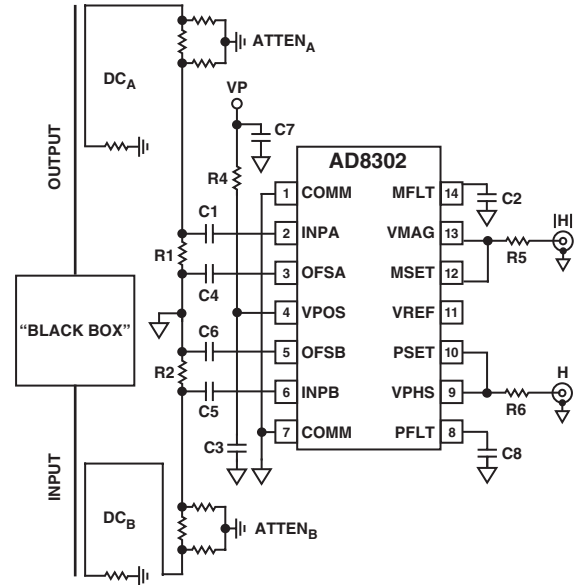 ATTENA
DCA
VP
C7
R4
OUTPUT
AD8302
1 COMM MFLT 14
C2
C1
2 INPA VMAG 13
|H|
R1
R5
3 OFSA MSET 12
C4
"BLACK BOX"
4 VPOS VREF 11
C6
5 OFSB PSET 10
H
R2
6 INPB VPHS 9
C5
R6
7 COMM PFLT 8
C3
C8
INPUT
DCB
ATTENB